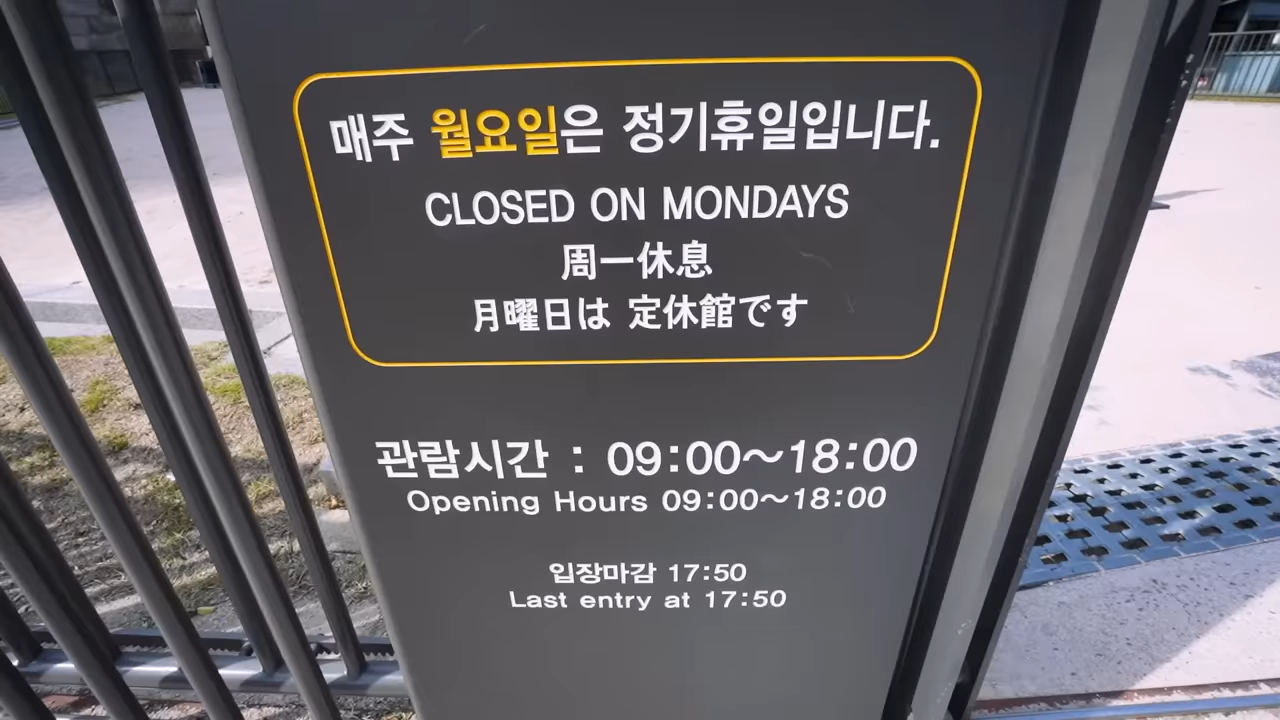 매주 월요일은 정기휴일입니다.
CLOSED ON MONDAYS
周一休息
月曜日は 定休館です
관람시간 : 09:00~18:00
Opening Hours 09:00~18:00
입장마감 17:50
Last entry at 17:50